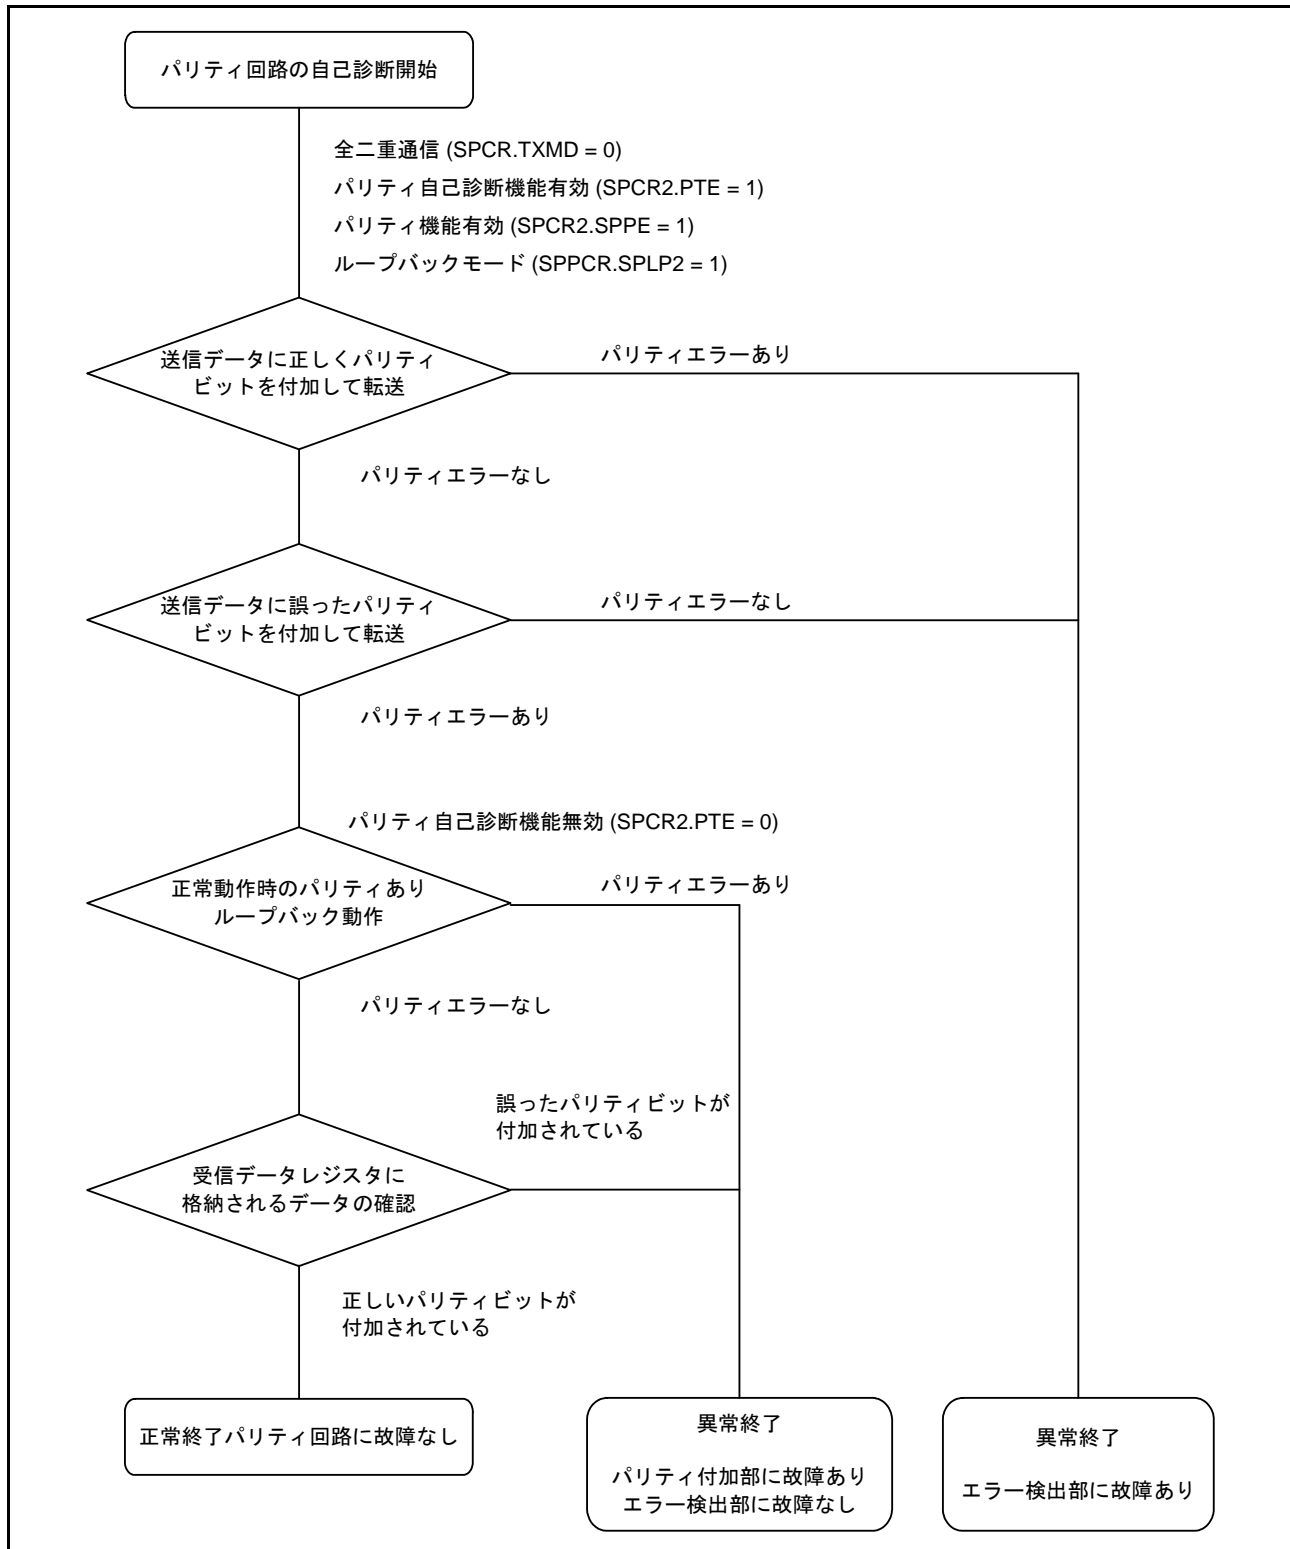 パリティ回路の自己診断開始
全二重通信 (SPCR.TXMD = 0)
パリティ自己診断機能有効 (SPCR2.PTE = 1)
パリティ機能有効 (SPCR2.SPPE = 1)
ループバックモード (SPPCR.SPLP2 = 1)
送信データに正しくパリティ
ビットを付加して転送
パリティエラーあり
パリティエラーなし
送信データに誤ったパリティ
ビットを付加して転送
パリティエラーなし
パリティエラーあり
パリティ自己診断機能無効 (SPCR2.PTE = 0)
正常動作時のパリティあり
ループバック動作
パリティエラーあり
パリティエラーなし
誤ったパリティビットが
付加されている
受信データレジスタに
格納されるデータの確認
正しいパリティビットが
付加されている
正常終了パリティ回路に故障なし
異常終了
パリティ付加部に故障あり
エラー検出部に故障なし
異常終了
エラー検出部に故障あり